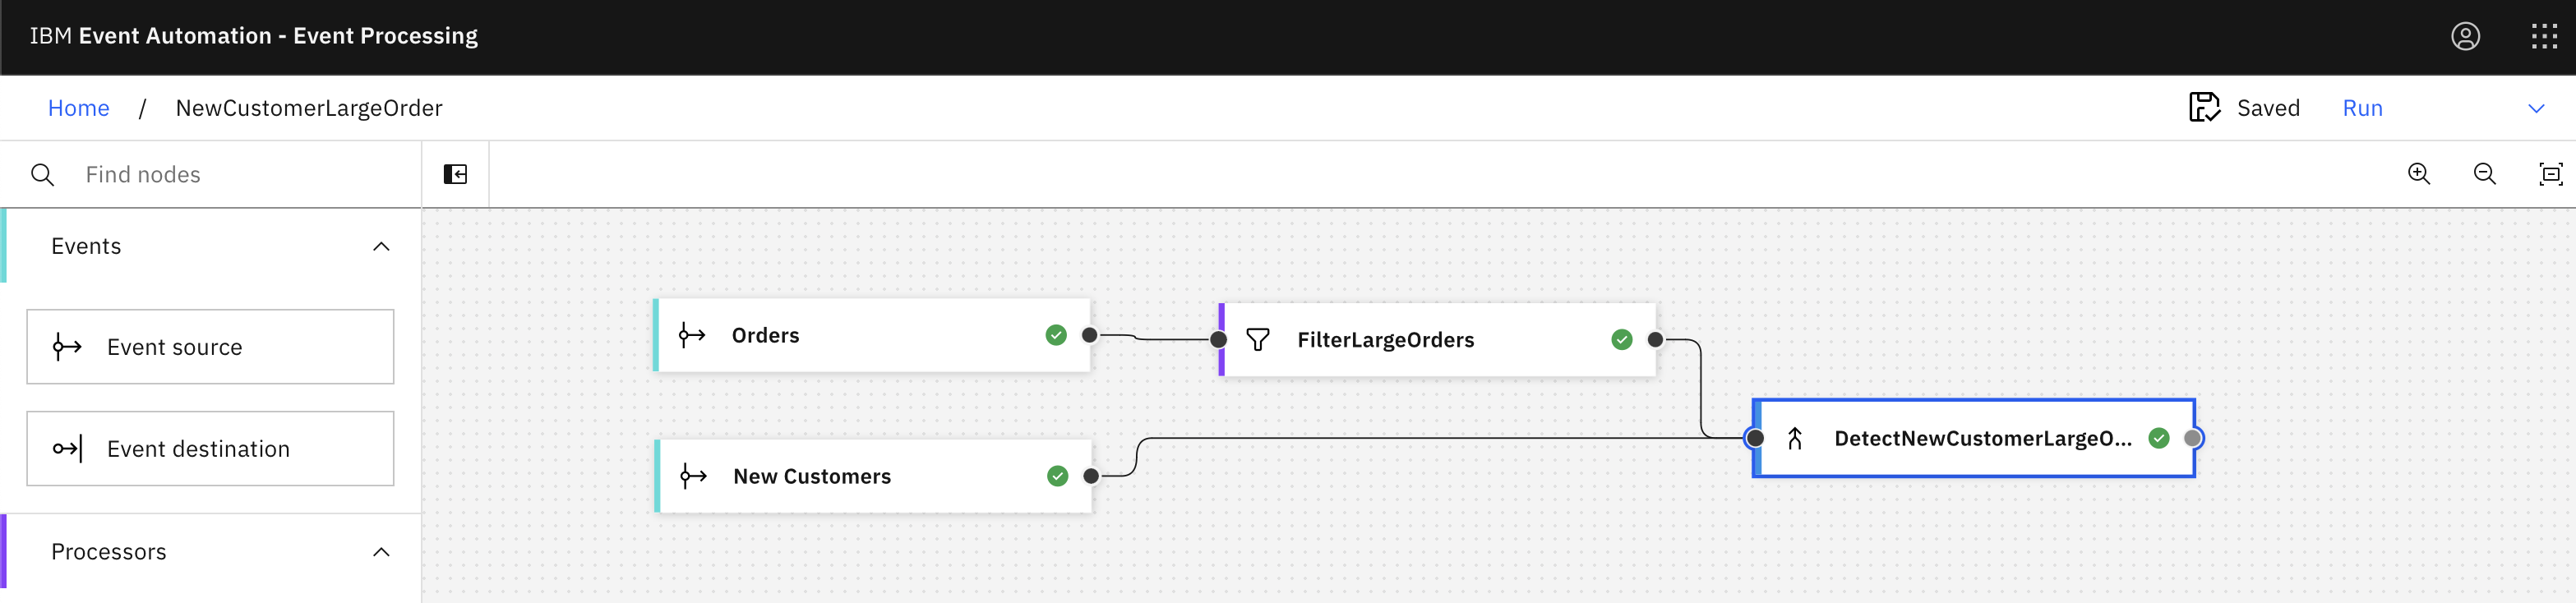 IBM Event Automation - Event Processing
Home / NewCustomerLargeOrder
Saved
Run
Find nodes
Events
Event source
Event destination
Processors
Orders
FilterLargeOrders
New Customers
DetectNewCustomerLargeO...